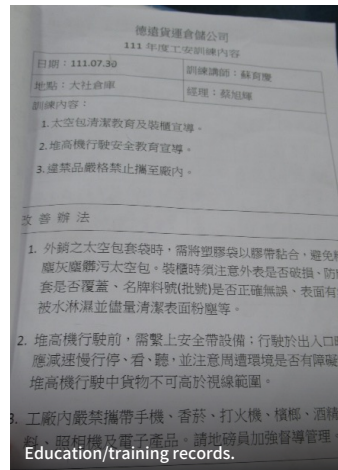 德遠貨運倉儲公司
111 年度工安訓練內容
日期：111.07.30
訓練講師：蘇育慶
地點：大社倉庫
經理：蔡旭暉
訓練內容：
1.太空包清潔教育及裝櫃宣導。
2.堆高機行駛安全教育宣導。
3.違禁品嚴格禁止攜至廠內。
改 善 辦 法
1. 外銷之太空包套袋時，需將塑膠袋以膠帶黏合，避免
塵灰塵髒污太空包。裝櫃時須注意外表是否破損、防
套是否覆蓋、名牌料號(批號)是否正確無誤、表面有
被水淋濕並儘量清潔表面粉塵等。
2. 堆高機行駛前，需繫上安全帶設備；行駛於出入口
應減速慢行停、看、聽，並注意周遭環境是否有障礙
堆高機行駛中貨物不可高於視線範圍。
3. 工廠內嚴禁攜帶手機、香菸、打火機、檳榔、酒精
料、照相機及電子產品。請地磅員加強督導管理。
Education/training records.